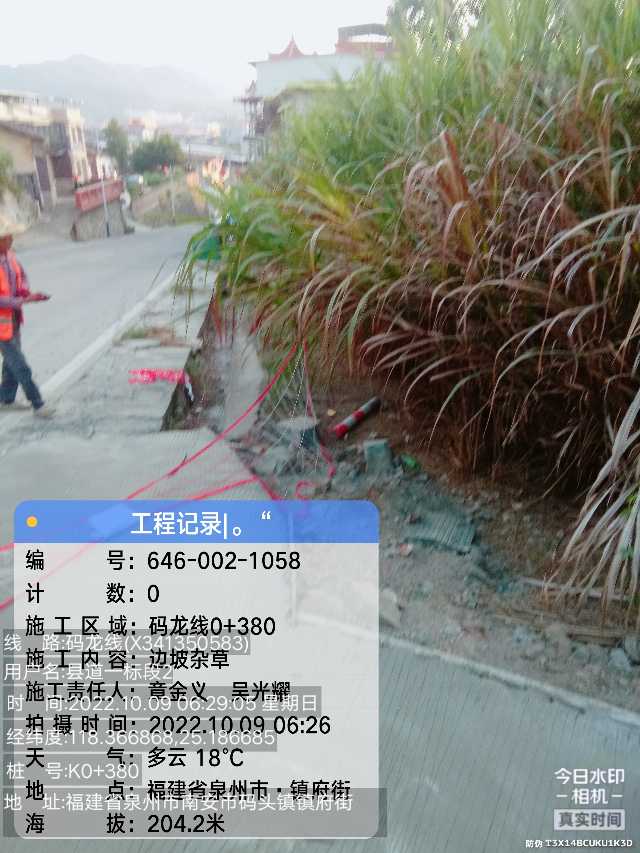 工程记录|。“
编 号：646-002-1058
计 数：0
施工区域：码龙线0+380
线 路:码龙线(X341350583)
施工内容：边坡杂草
用户名:县道一标段2
施工责任人：章金义 吴光耀
时 间:2022.10.09 06:29:05 星期日
拍摄时间：2022.10.09 06:26
经纬度:118.366868,25.186685
天 气：多云 18℃
桩 号:K0+380
地 点：福建省泉州市·镇府街
地 址:福建省泉州市南安市码头镇镇府街
海 拔：204.2米
今日水印
-相机-
真实时间
防伪 T3X14BCUKU1K3D